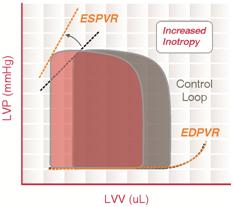 ESPVR
Increased
Inotropy
Control
Loop
EDPVR
LVP (mmHg)
LVV (uL)